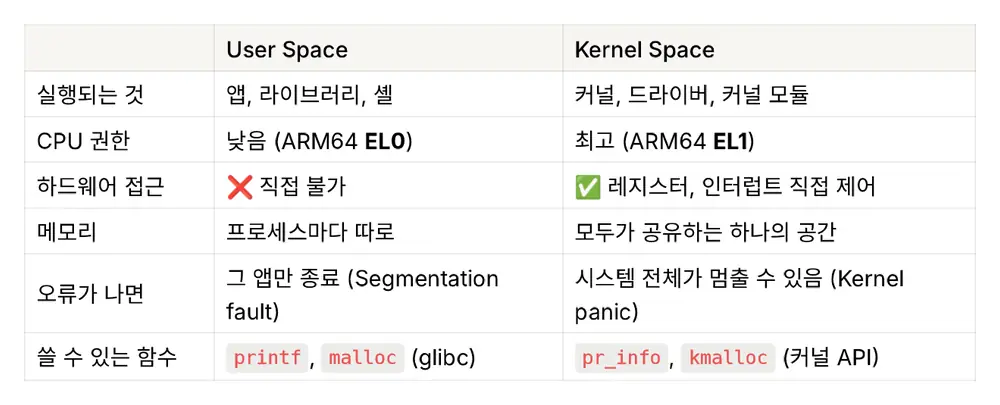 User Space Kernel Space
실행되는 것 앱, 라이브러리, 셸 커널, 드라이버, 커널 모듈
CPU 권한 낮음 (ARM64 EL0) 최고 (ARM64 EL1)
하드웨어 접근 ❌ 직접 불가 ✅ 레지스터, 인터럽트 직접 제어
메모리 프로세스마다 따로 모두가 공유하는 하나의 공간
오류가 나면 그 앱만 종료 (Segmentation fault) 시스템 전체가 멈출 수 있음 (Kernel panic)
쓸 수 있는 함수 printf, malloc (glibc) pr_info, kmalloc (커널 API)